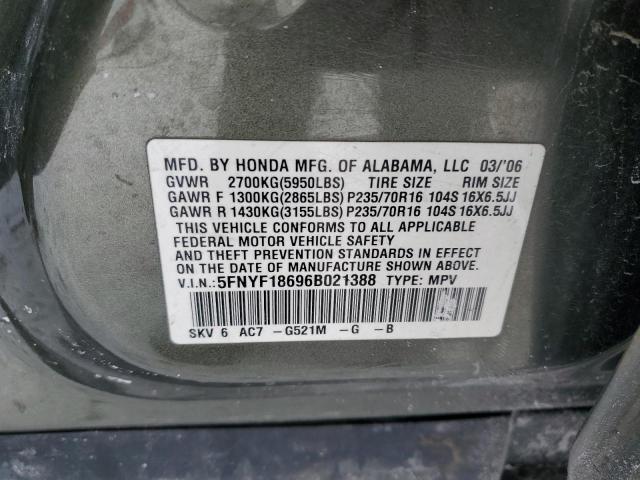 MFD. BY HONDA MFG. OF ALABAMA, LLC 03/'06
GVWR 2700KG(5950LBS) TIRE SIZE RIM SIZE
GAWR F 1300KG(2865LBS) P235/70R16 104S 16X6.5JJ
GAWR R 1430KG(3155LBS) P235/70R16 104S 16X6.5JJ
THIS VEHICLE CONFORMS TO ALL APPLICABLE
FEDERAL MOTOR VEHICLE SAFETY
AND THEFT PREVENTION STANDARDS IN EFFECT
ON THE DATE OF MANUFACTURE SHOWN ABOVE.
V.I.N.: 5FNYF18696B021388 TYPE: MPV
SKV 6 AC7 -G521M -G -B